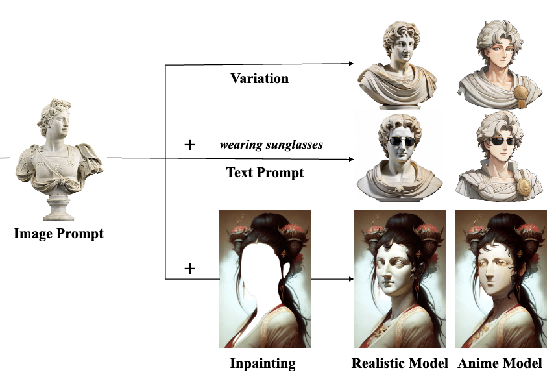 Variation
+ wearing sunglasses
Text Prompt
Image Prompt
+
Inpainting Realistic Model Anime Model